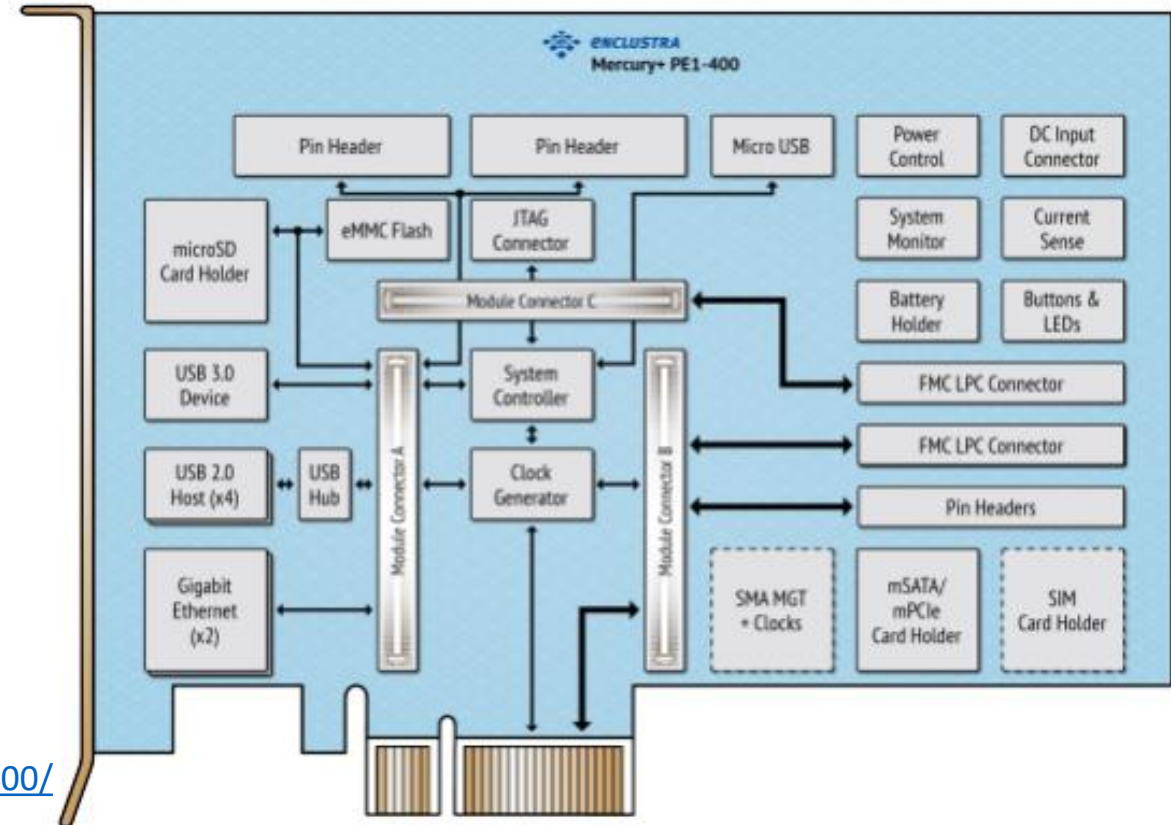 enclustra
Mercury+ PE1-400
Pin Header
Pin Header
Micro USB
Power
Control
DC Input
Connector
microSD
Card Holder
eMMC Flash
JTAG
Connector
System
Monitor
Current
Sense
Module Connector C
Battery
Holder
Buttons &
LEDs
USB 3.0
Device
System
Controller
FMC LPC Connector
FMC LPC Connector
USB 2.0
Host (x4)
USB
Hub
Module Connector A
Clock
Generator
Module Connector B
Pin Headers
Gigabit
Ethernet
(x2)
SMA MGT
+ Clocks
mSATA/
mPCIe
Card Holder
SIM
Card Holder
00/